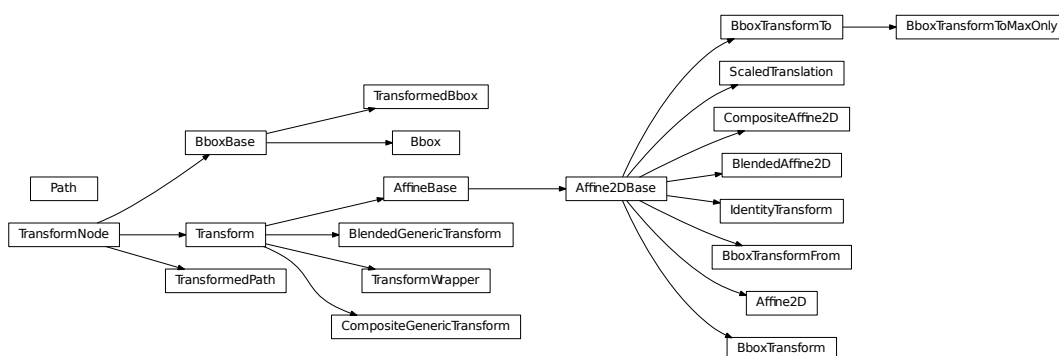 BboxTransformTo
BboxTransformToMaxOnly
ScaledTranslation
TransformedBbox
CompositeAffine2D
BboxBase
Bbox
BlendedAffine2D
Path
AffineBase
Affine2DBase
IdentityTransform
TransformNode
Transform
BlendedGenericTransform
BboxTransformFrom
TransformedPath
TransformWrapper
Affine2D
CompositeGenericTransform
BboxTransform